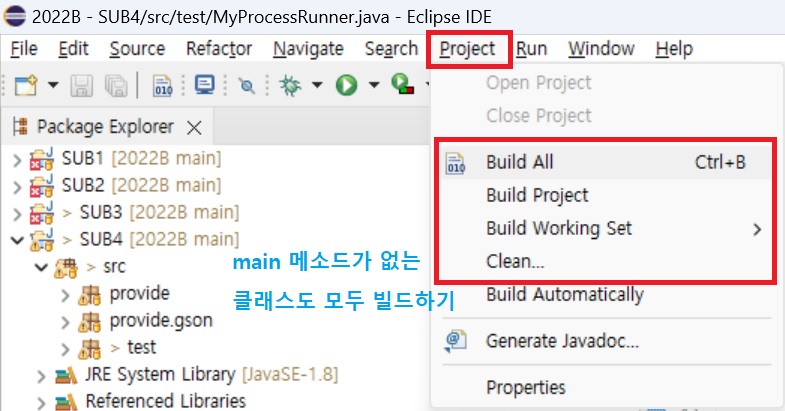 2022B - SUB4/src/test/MyProcessRunner.java - Eclipse IDE
File Edit Source Refactor Navigate Search Project Run Window Help
Package Explorer
SUB1 [2022B main]
SUB2 [2022B main]
> SUB3 [2022B main]
> SUB4 [2022B main]
> src
provide
provide.gson
> test
JRE System Library [JavaSE-1.8]
Referenced Libraries
main 메소드가 없는
클래스도 모두 빌드하기
Open Project
Close Project
Build All Ctrl+B
Build Project
Build Working Set
Clean...
Build Automatically
Generate Javadoc...
Properties